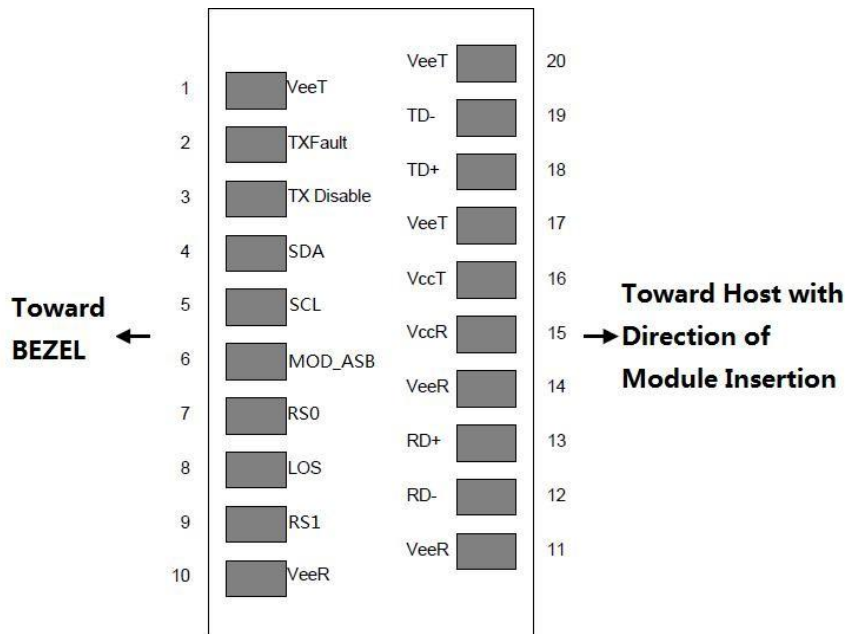 1 VeeT
2 TXFault
3 TX Disable
4 SDA
5 SCL
6 MOD_ASB
7 RS0
8 LOS
9 RS1
10 VeeR
VeeT 20
TD- 19
TD+ 18
VeeT 17
VccT 16
VccR 15
VeeR 14
RD+ 13
RD- 12
VeeR 11
Toward
BEZEL
Toward Host with
Direction of
Module Insertion